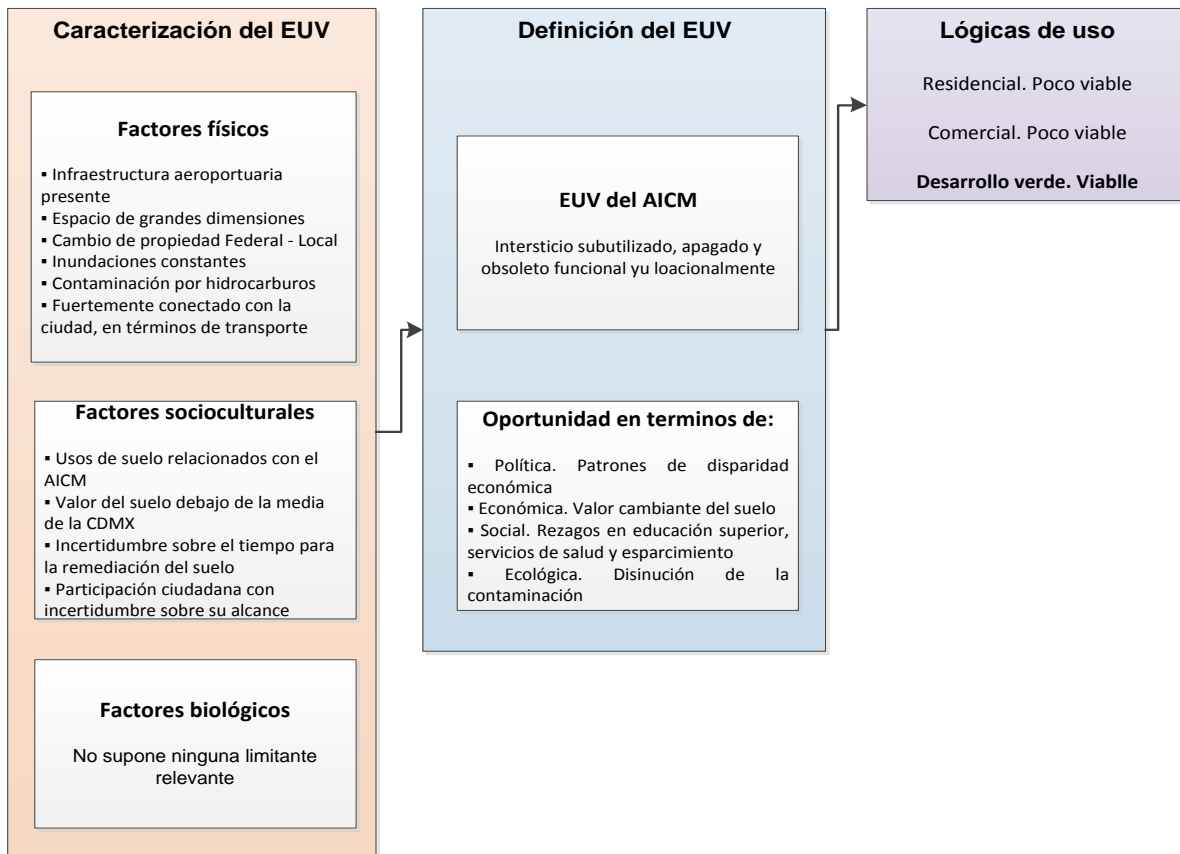 Caracterización del EUV
Factores físicos
▪ Infraestructura aeroportuaria
presente
▪ Espacio de grandes dimensiones
▪ Cambio de propiedad Federal - Local
▪ Inundaciones constantes
▪ Contaminación por hidrocarburos
▪ Fuertemente conectado con la
ciudad, en términos de transporte
Factores socioculturales
▪ Usos de suelo relacionados con el
AICM
▪ Valor del suelo debajo de la media
de la CDMX
▪ Incertidumbre sobre el tiempo para
la remediación del suelo
▪ Participación ciudadana con
incertidumbre sobre su alcance
Factores biológicos
No supone ninguna limitante
relevante
Definición del EUV
EUV del AICM
Intersticio subutilizado, apagado y
obsoleto funcional yu loacionalmente
Oportunidad en terminos de:
▪ Política. Patrones de disparidad
económica
▪ Económica. Valor cambiante del suelo
▪ Social. Rezagos en educación superior,
servicios de salud y esparcimiento
▪ Ecológica. Disinución de la
contaminación
Lógicas de uso
Residencial. Poco viable
Comercial. Poco viable
Desarrollo verde. Viablle